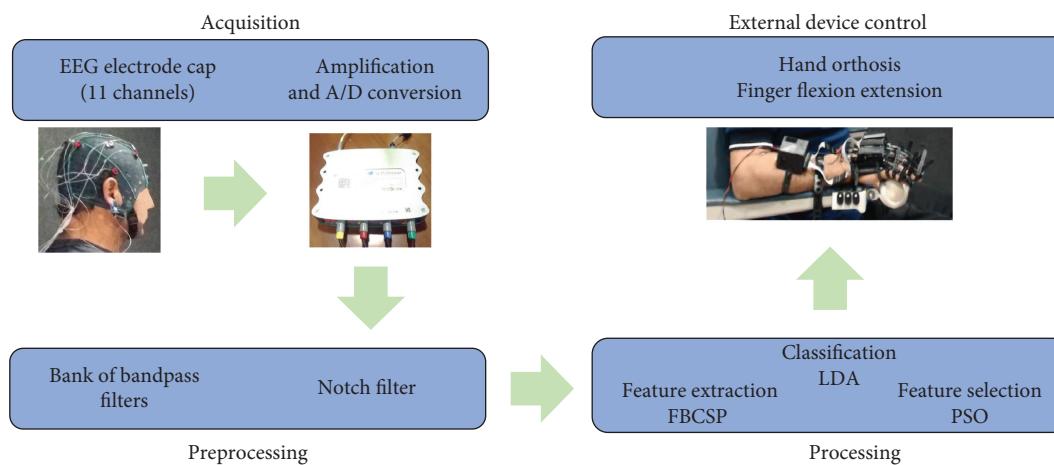 Acquisition
EEG electrode cap
(11 channels)
Amplification
and A/D conversion
External device control
Hand orthosis
Finger flexion extension
Bank of bandpass
filters
Notch filter
Preprocessing
Classification
LDA
Feature extraction
FBCSP
Feature selection
PSO
Processing